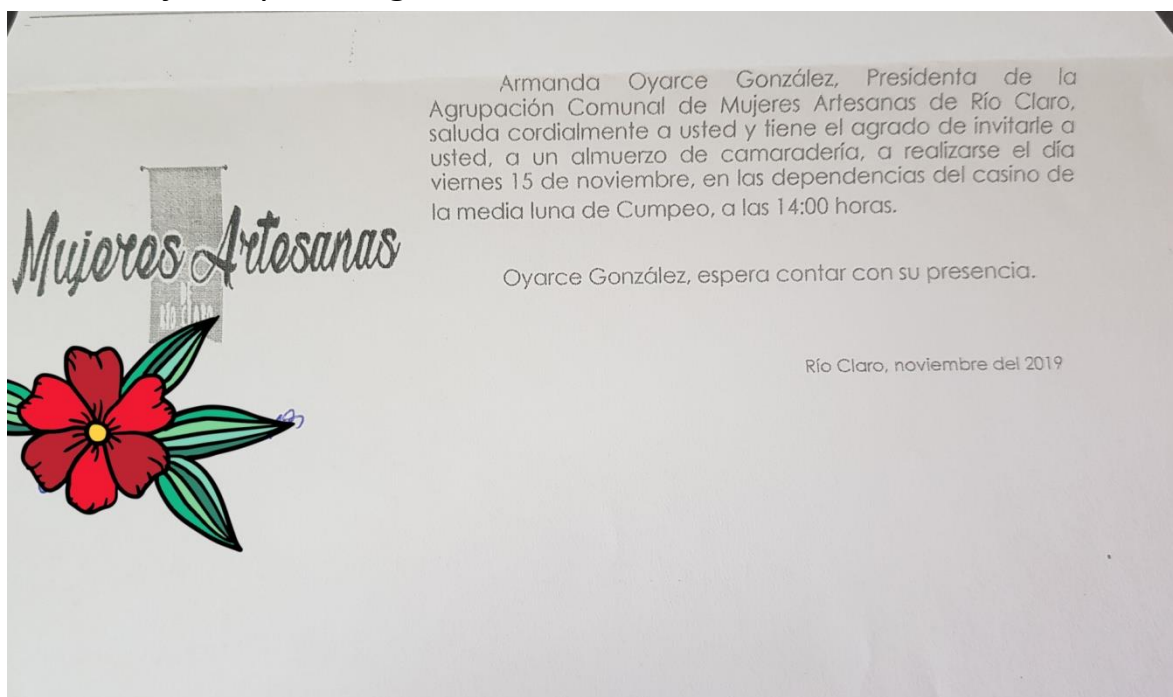 Armanda Oyarce González, Presidenta de la
Agrupación Comunal de Mujeres Artesanas de Río Claro,
saluda cordialmente a usted y tiene el agrado de invitarle a
usted, a un almuerzo de camaradería, a realizarse el día
viernes 15 de noviembre, en las dependencias del casino de
la media luna de Cumpeo, a las 14:00 horas.
Oyarce González, espera contar con su presencia.
Río Claro, noviembre del 2019
Mujeres Artesanas
de
Río Claro